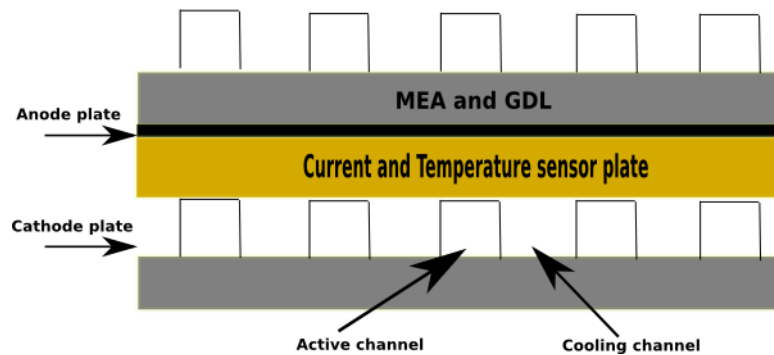 MEA and GDL
Anode plate
Current and Temperature sensor plate
Cathode plate
Active channel
Cooling channel